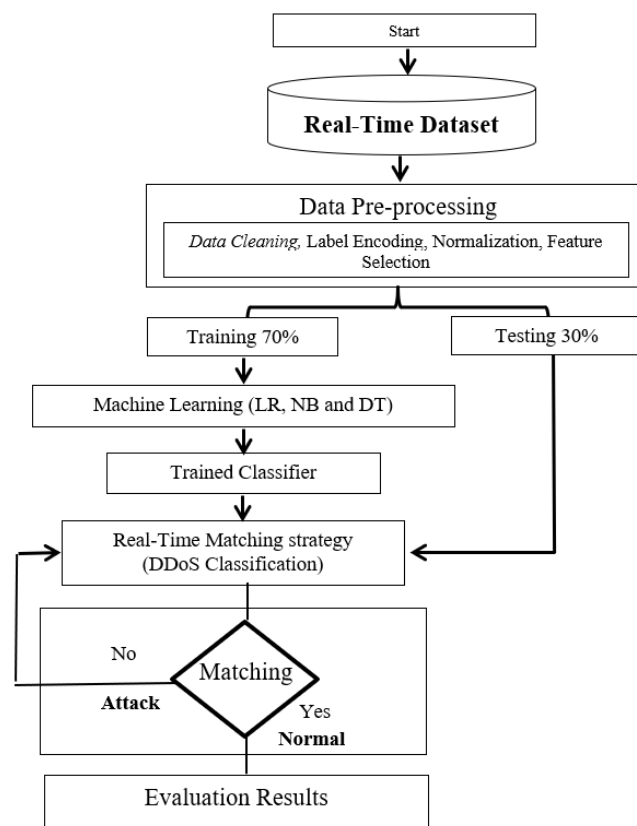 Start
Real-Time Dataset
Data Pre-processing
Data Cleaning, Label Encoding, Normalization, Feature
Selection
Training 70%
Testing 30%
Machine Learning (LR, NB and DT)
Trained Classifier
Real-Time Matching strategy
(DDoS Classification)
No
Matching
Attack
Yes
Normal
Evaluation Results